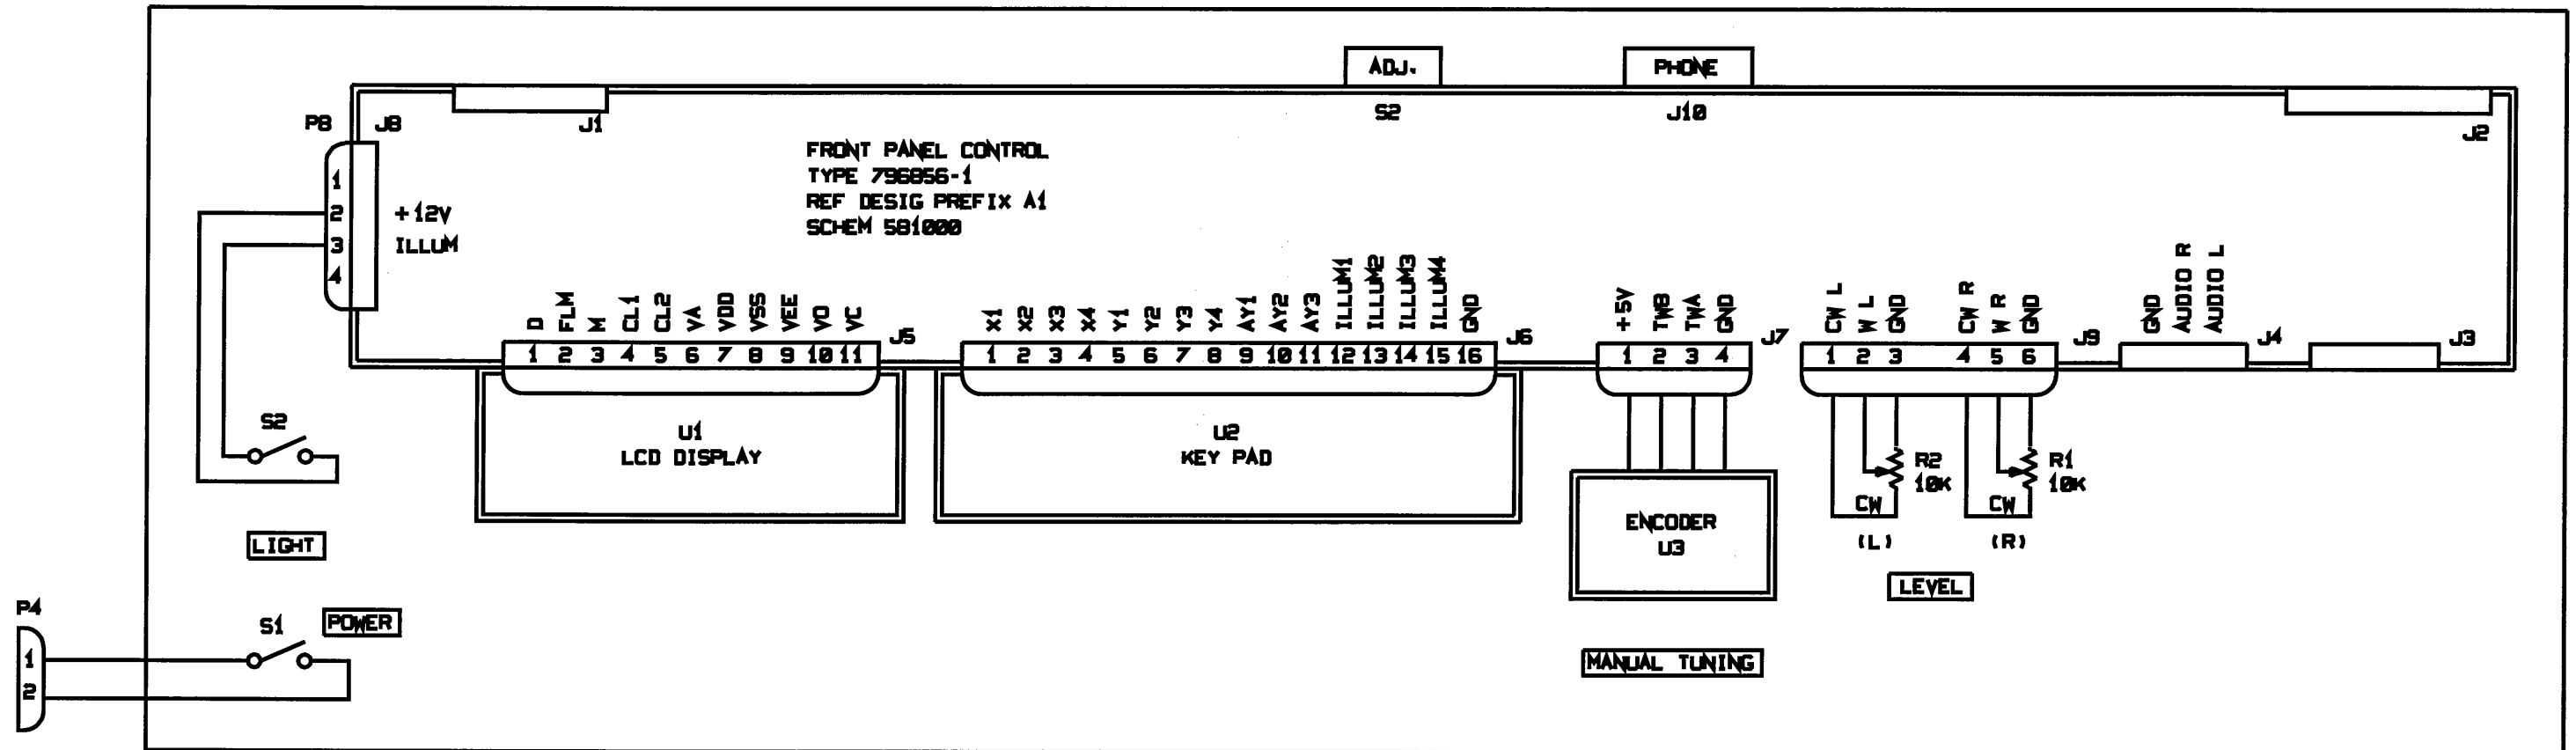 ADJ.
PHONE
S2
J10
P8
J8
J1
J2
FRONT PANEL CONTROL
TYPE 796856-1
REF DESIG PREFIX A1
SCHEM 581000
1
2
3
4
+12V
ILLUM
D
FLM
M
CL1
CL2
VA
VDD
VSS
VEE
VO
VC
J5
1 2 3 4 5 6 7 8 9 10 11
X1
X2
X3
X4
Y1
Y2
Y3
Y4
AY1
AY2
AY3
ILLUM1
ILLUM2
ILLUM3
ILLUM4
GND
J6
1 2 3 4 5 6 7 8 9 10 11 12 13 14 15 16
+5V
TWB
TWA
GND
J7
1 2 3 4
CW L
W L
GND
CW R
W R
GND
J9
1 2 3 4 5 6
GND
AUDIO R
AUDIO L
J4
J3
S2
LIGHT
U1
LCD DISPLAY
U2
KEY PAD
ENCODER
U3
MANUAL TUNING
R2
10K
CW
(L)
R1
10K
CW
(R)
LEVEL
P4
1
2
S1
POWER